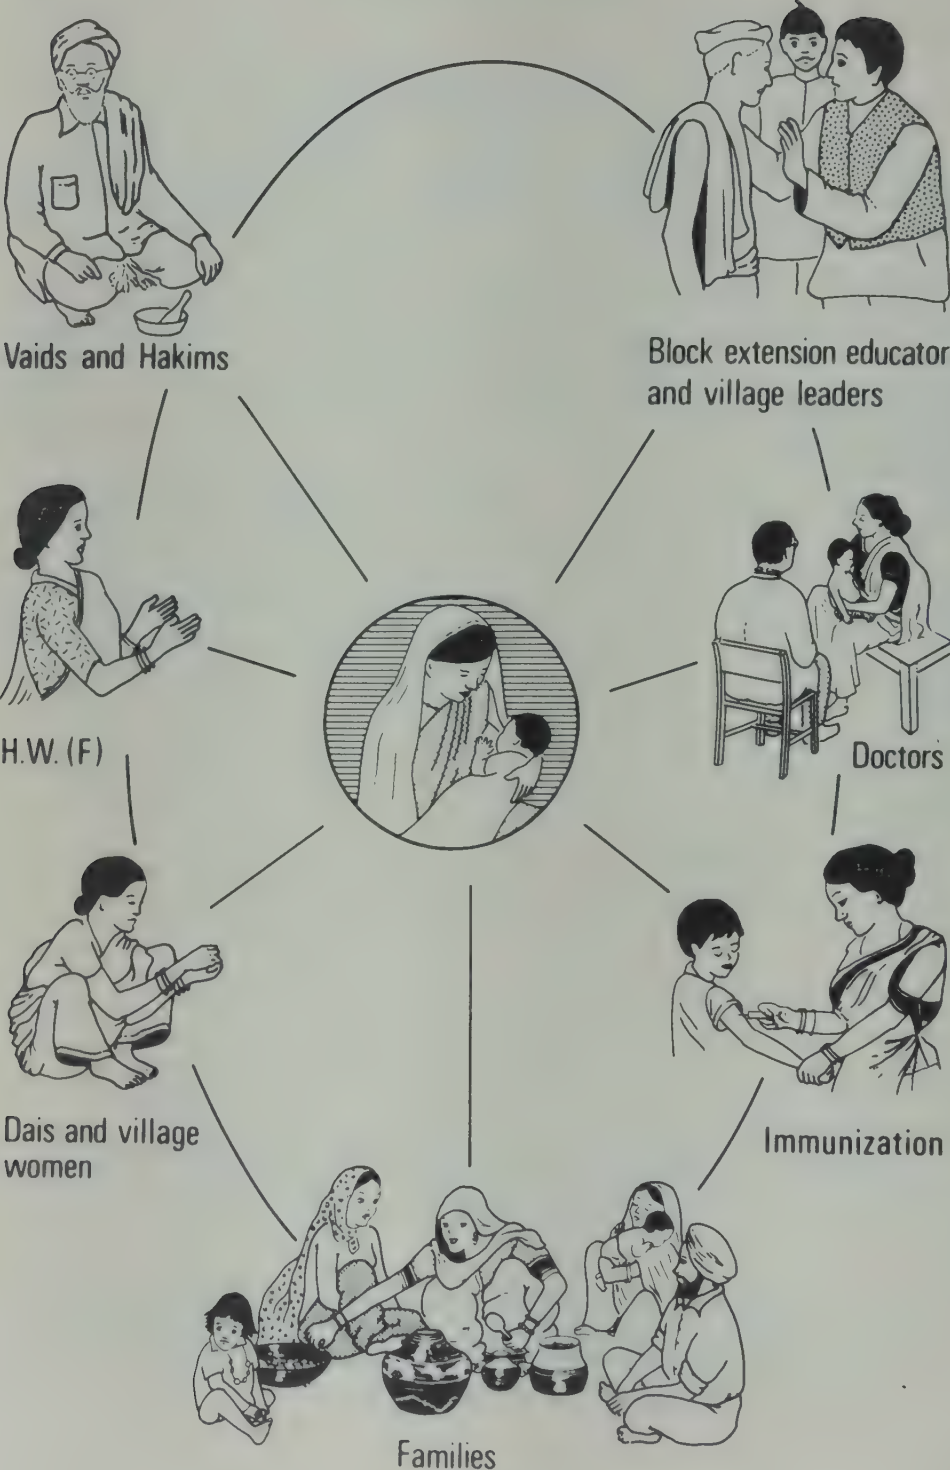 Vaids and Hakims
Block extension educator
and village leaders
H.W. (F)
Doctors
Dais and village
women
Immunization
Families